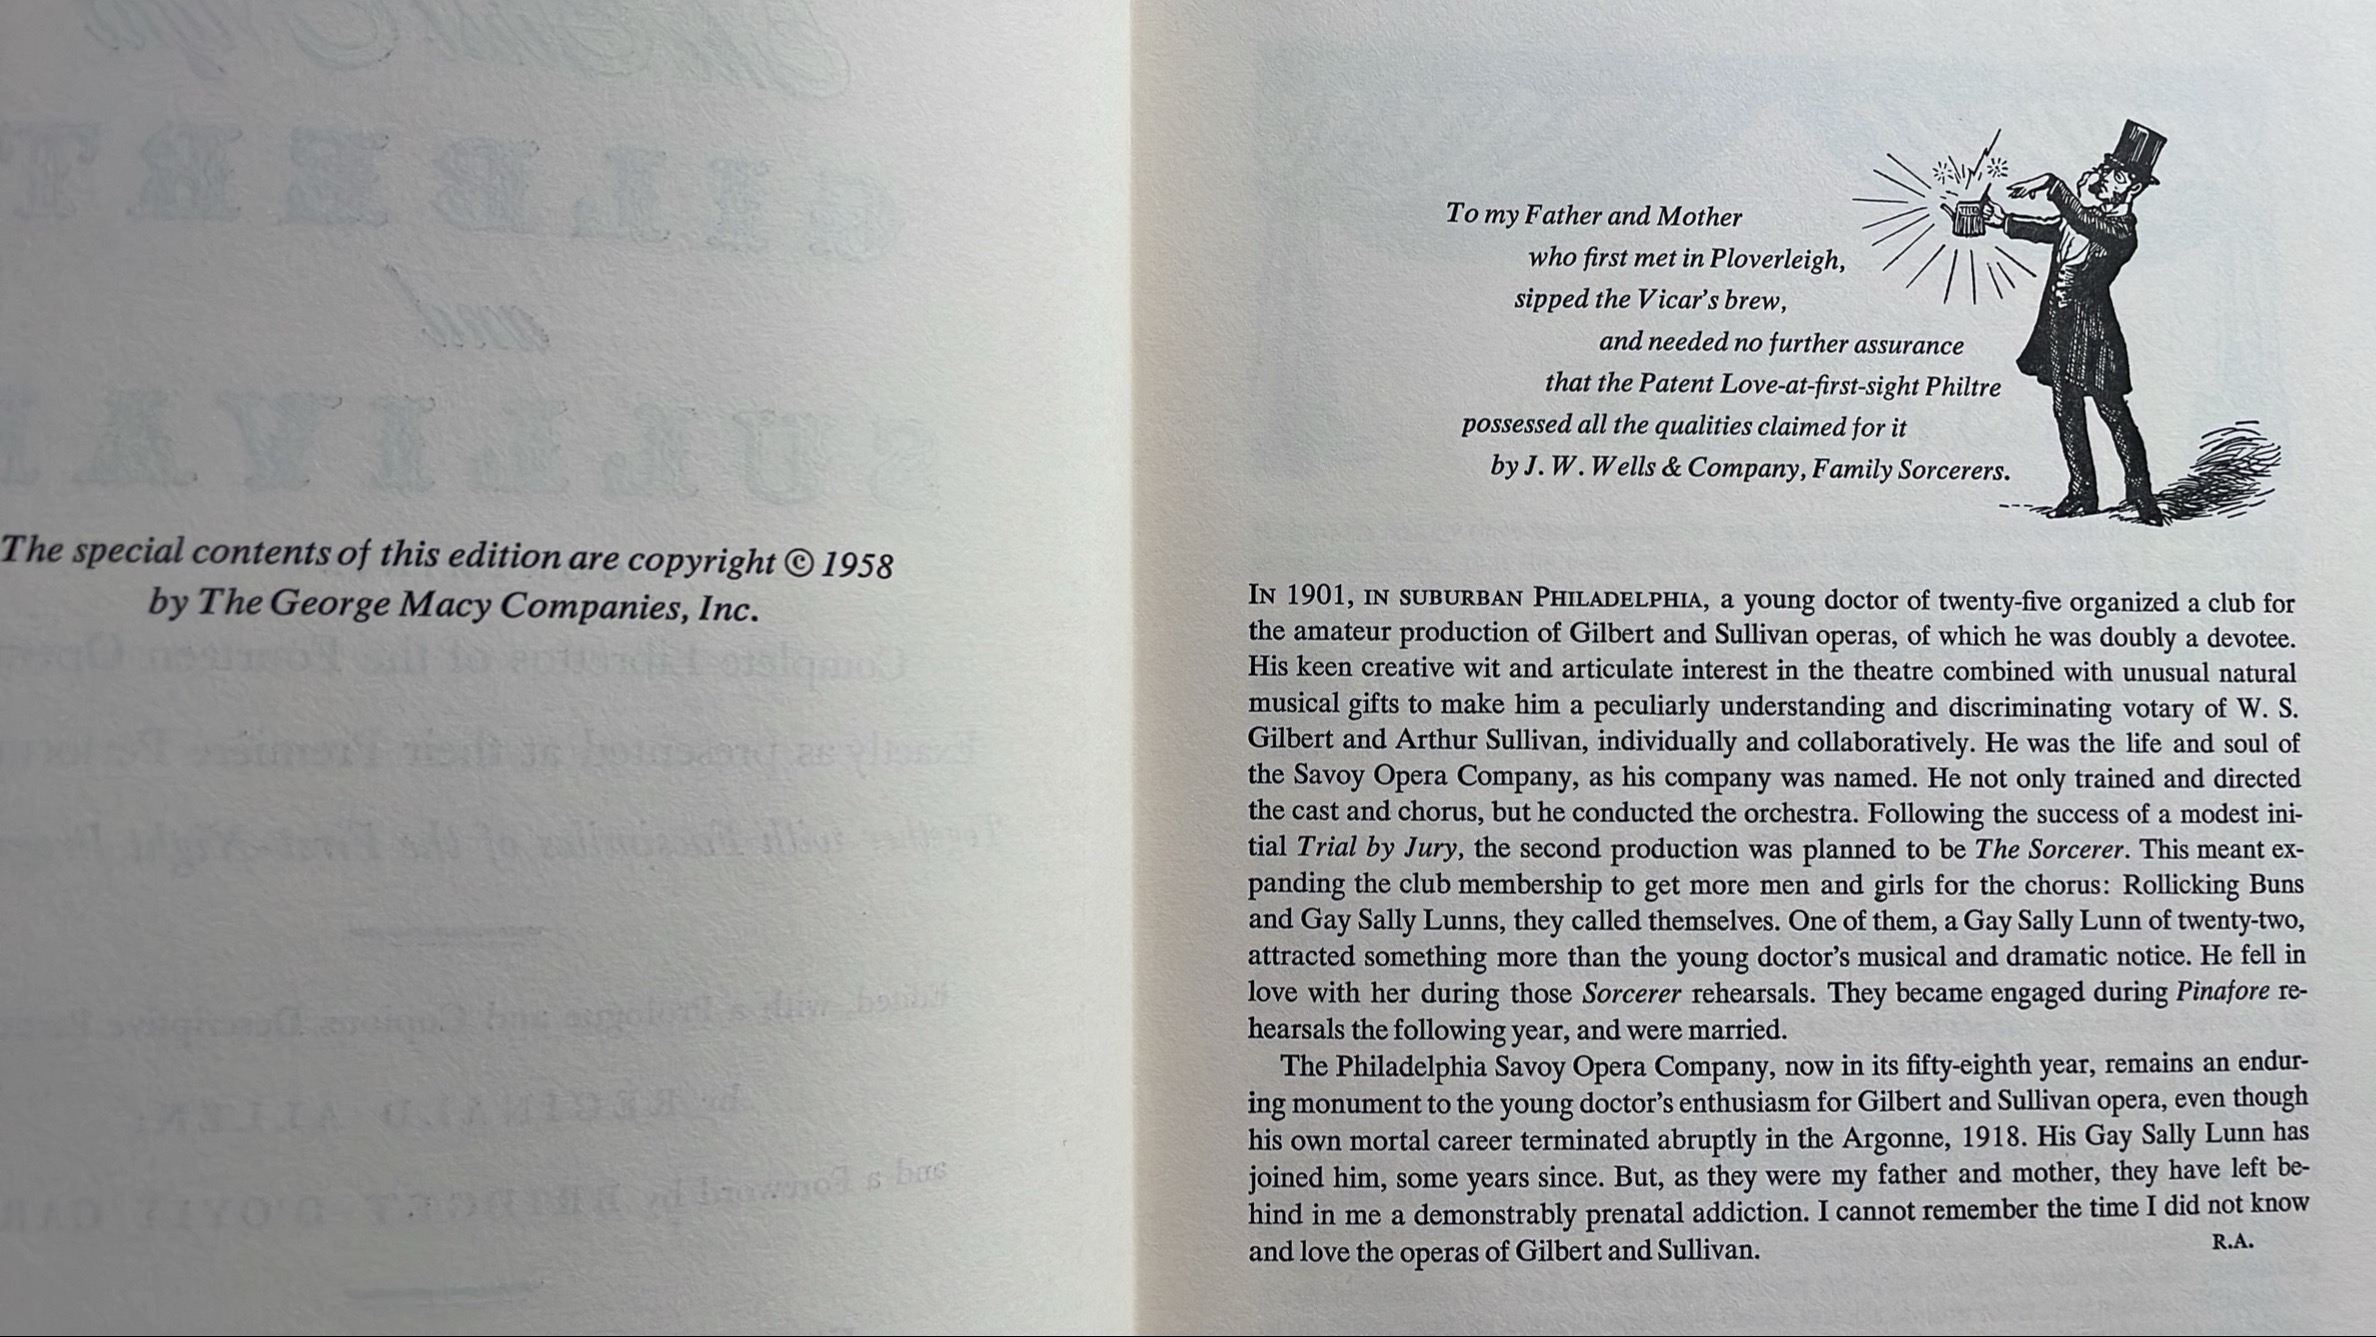 The special contents of this edition are copyright © 1958
by The George Macy Companies, Inc.
To my Father and Mother
who first met in Ploverleigh,
sipped the Vicar's brew,
and needed no further assurance
that the Patent Love-at-first-sight Philtre
possessed all the qualities claimed for it
by J. W. Wells & Company, Family Sorcerers.
IN 1901, IN SUBURBAN PHILADELPHIA, a young doctor of twenty-five organized a club for
the amateur production of Gilbert and Sullivan operas, of which he was doubly a devotee.
His keen creative wit and articulate interest in the theatre combined with unusual natural
musical gifts to make him a peculiarly understanding and discriminating votary of W. S.
Gilbert and Arthur Sullivan, individually and collaboratively. He was the life and soul of
the Savoy Opera Company, as his company was named. He not only trained and directed
the cast and chorus, but he conducted the orchestra. Following the success of a modest ini-
tial Trial by Jury, the second production was planned to be The Sorcerer. This meant ex-
panding the club membership to get more men and girls for the chorus: Rollicking Buns
and Gay Sally Lunns, they called themselves. One of them, a Gay Sally Lunn of twenty-two,
attracted something more than the young doctor's musical and dramatic notice. He fell in
love with her during those Sorcerer rehearsals. They became engaged during Pinafore re-
hearsals the following year, and were married.
The Philadelphia Savoy Opera Company, now in its fifty-eighth year, remains an endur-
ing monument to the young doctor's enthusiasm for Gilbert and Sullivan opera, even though
his own mortal career terminated abruptly in the Argonne, 1918. His Gay Sally Lunn has
joined him, some years since. But, as they were my father and mother, they have left be-
hind in me a demonstrably prenatal addiction. I cannot remember the time I did not know
and love the operas of Gilbert and Sullivan.
R.A.